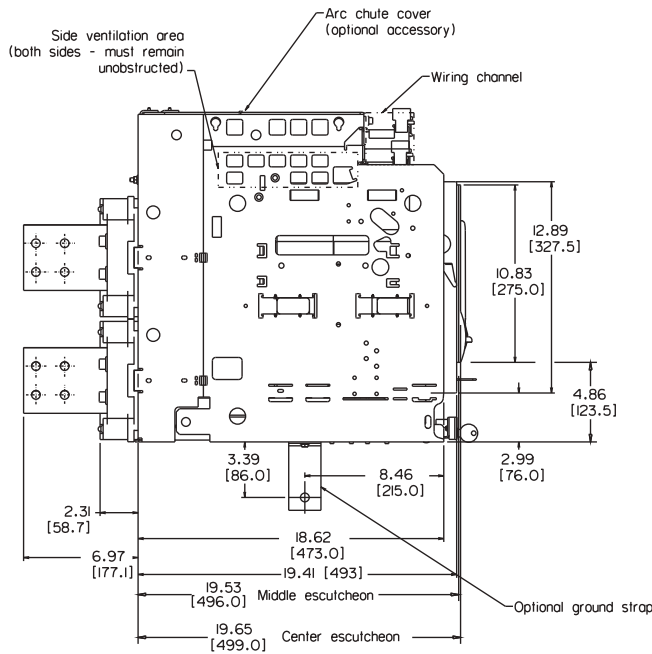 Arc chute cover
(optional accessory)
Side ventilation area
(both sides - must remain
unobstructed)
Wiring channel
12.89
[327.5]
10.83
[275.0]
4.86
[123.5]
3.39
[86.0]
8.46
[215.0]
2.99
[76.0]
2.31
[58.7]
18.62
[473.0]
6.97
[177.1]
19.41 [493]
19.53
[496.0] Middle escutcheon
Optional ground strap
19.65
[499.0] Center escutcheon